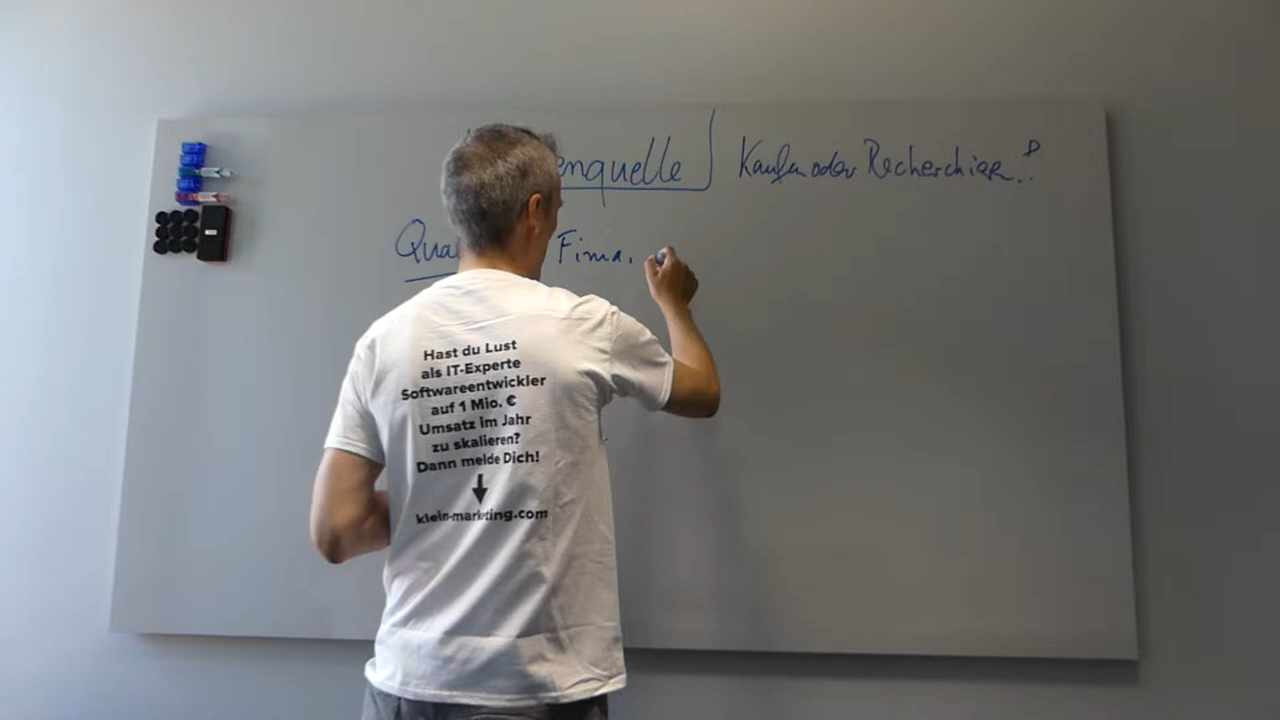 enquelle Kaufen oder Recherchieren?
Qua Firma,
Hast du Lust
als IT-Experte
Softwareentwickler
auf 1 Mio. €
Umsatz im Jahr
zu skalieren?
Dann melde Dich!
klein-marketing.com